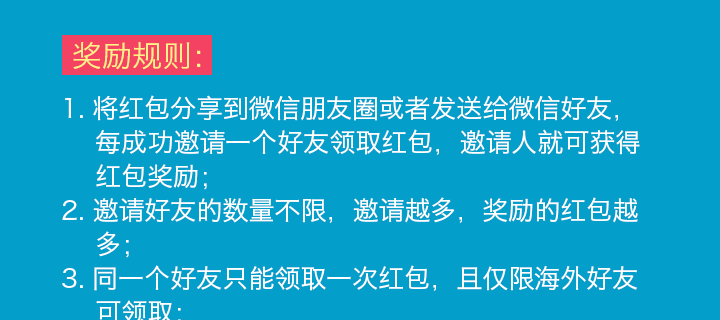 奖励规则:
1. 将红包分享到微信朋友圈或者发送给微信好友,
每成功邀请一个好友领取红包, 邀请人就可获得
红包奖励;
2. 邀请好友的数量不限, 邀请越多, 奖励的红包越
多;
3. 同一个好友只能领取一次红包, 且仅限海外好友
可领取;